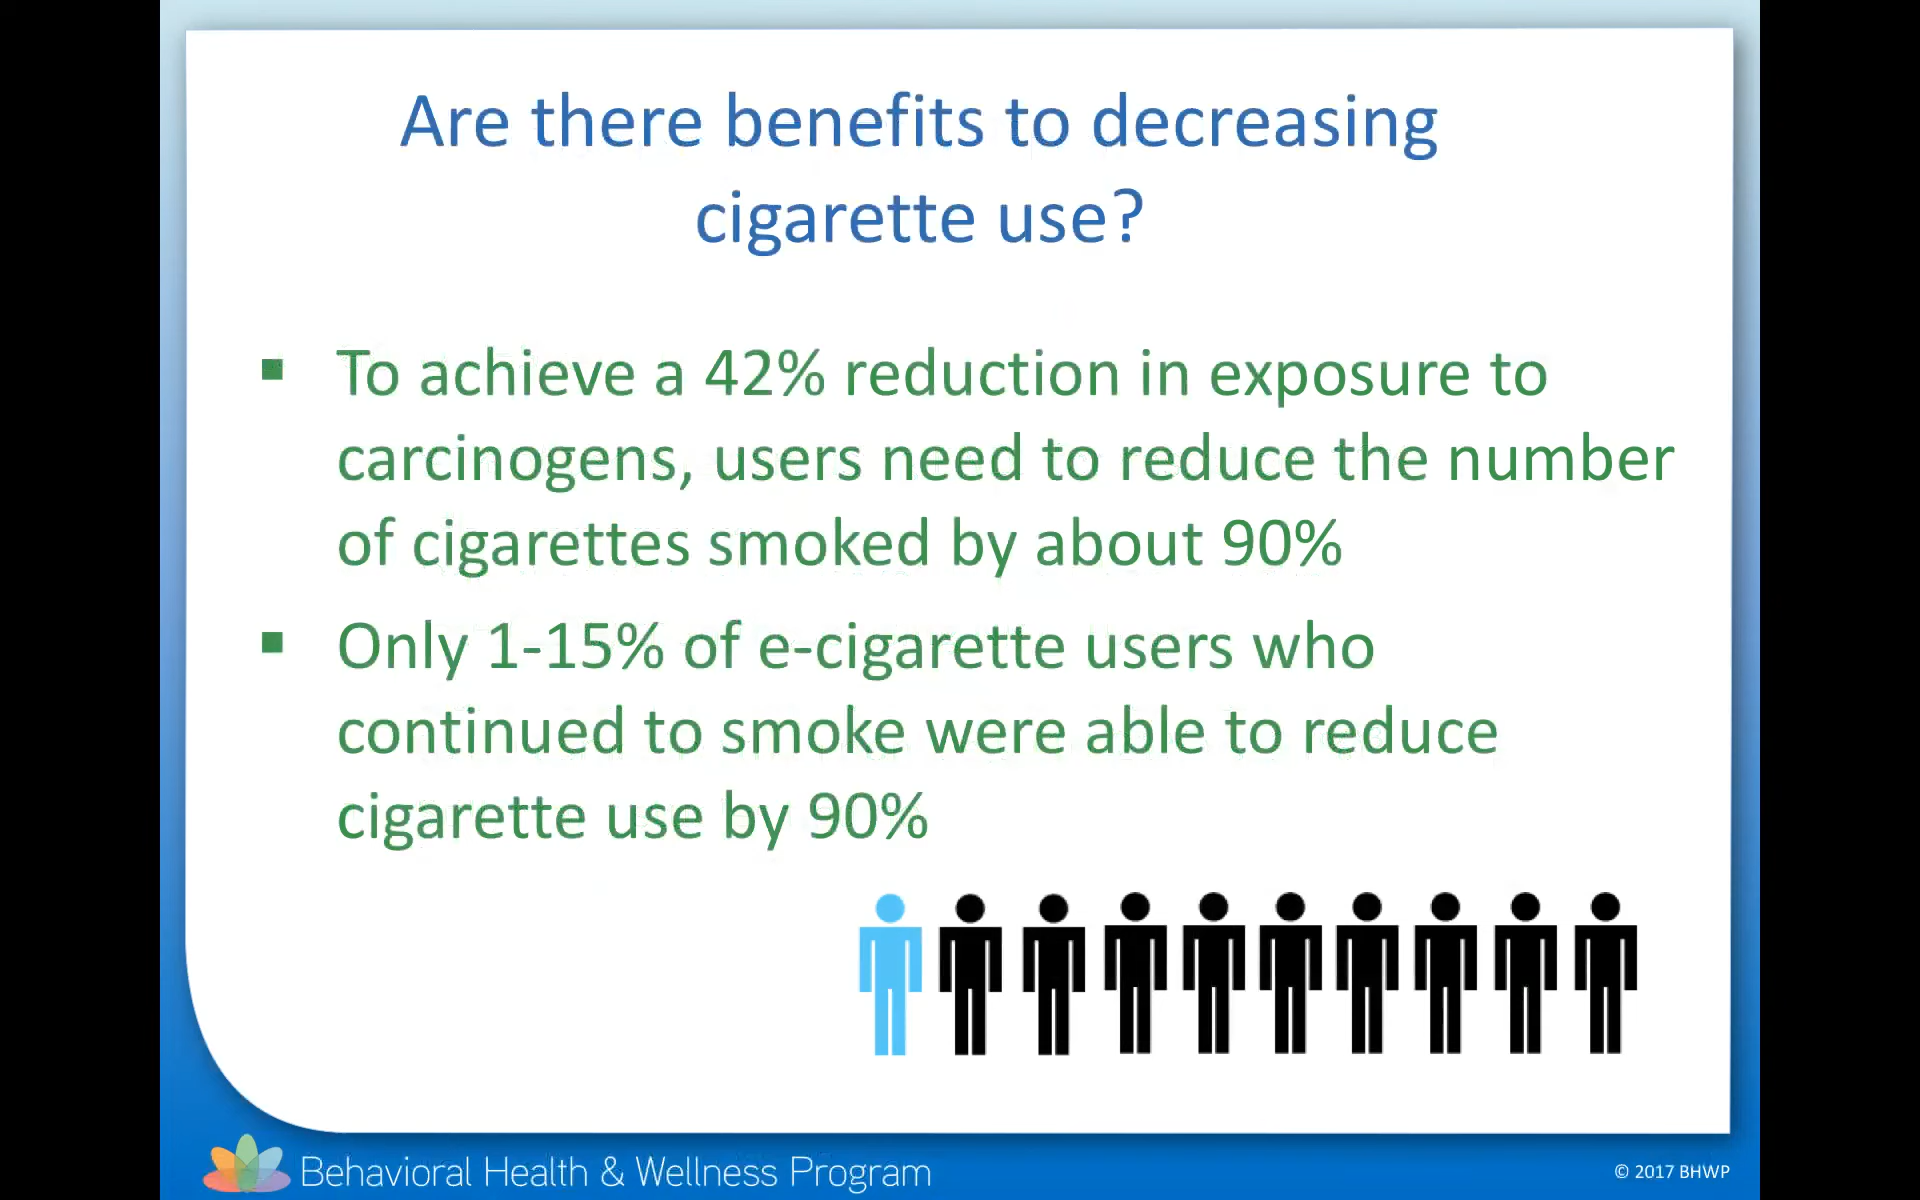 Are there benefits to decreasing
cigarette use?
▪ To achieve a 42% reduction in exposure to
carcinogens, users need to reduce the number
of cigarettes smoked by about 90%
▪ Only 1-15% of e-cigarette users who
continued to smoke were able to reduce
cigarette use by 90%
Behavioral Health & Wellness Program
© 2017 BHWP